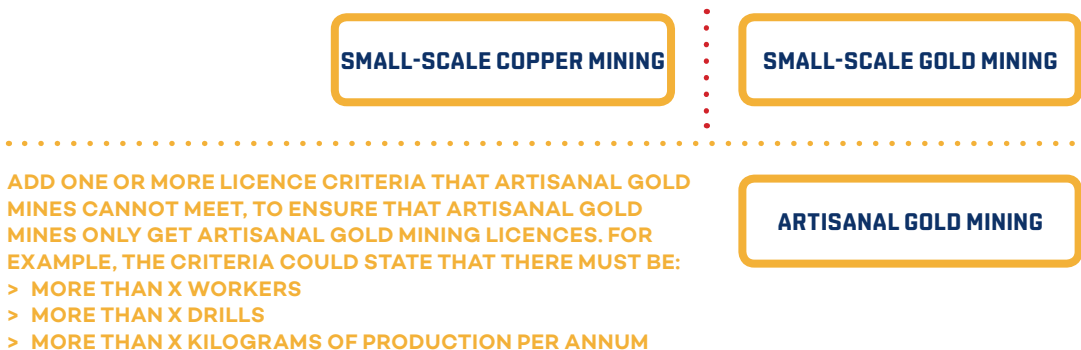 SMALL-SCALE COPPER MINING
SMALL-SCALE GOLD MINING
ADD ONE OR MORE LICENCE CRITERIA THAT ARTISANAL GOLD
MINES CANNOT MEET, TO ENSURE THAT ARTISANAL GOLD
MINES ONLY GET ARTISANAL GOLD MINING LICENCES. FOR
EXAMPLE, THE CRITERIA COULD STATE THAT THERE MUST BE:
> MORE THAN X WORKERS
> MORE THAN X DRILLS
> MORE THAN X KILOGRAMS OF PRODUCTION PER ANNUM
ARTISANAL GOLD MINING